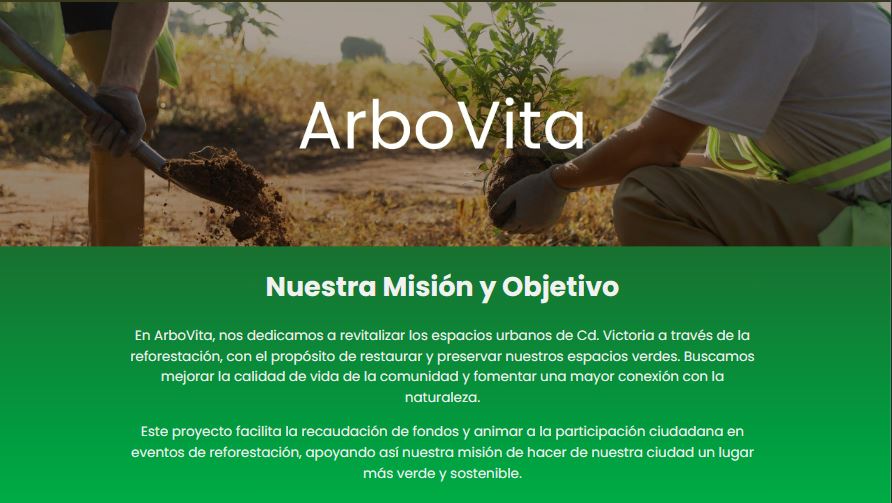 ArboVita
Nuestra Misión y Objetivo
En ArboVita, nos dedicamos a revitalizar los espacios urbanos de Cd. Victoria a través de la
reforestación, con el propósito de restaurar y preservar nuestros espacios verdes. Buscamos
mejorar la calidad de vida de la comunidad y fomentar una mayor conexión con la
naturaleza.
Este proyecto facilita la recaudación de fondos y animar a la participación ciudadana en
eventos de reforestación, apoyando así nuestra misión de hacer de nuestra ciudad un lugar
más verde y sostenible.